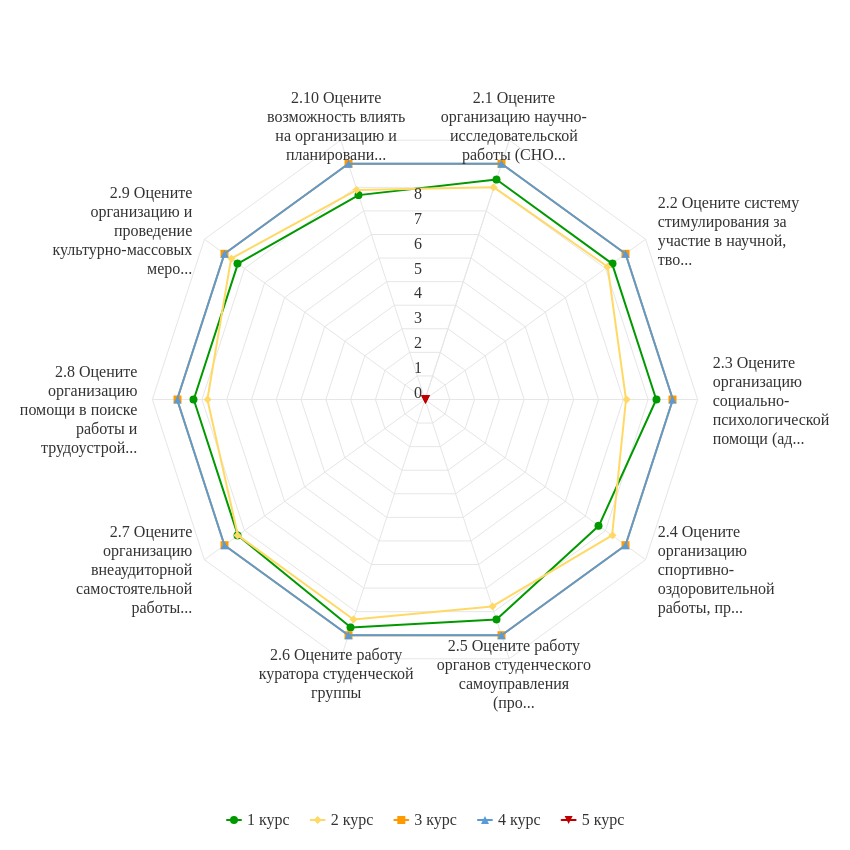 2.10 Оцените
возможность влиять
на организацию и
планировани...
2.1 Оцените
организацию научно-
исследовательской
работы (СНО...
2.9 Оцените
организацию и
проведение
культурно-массовых
меро...
2.2 Оцените систему
стимулирования за
участие в научной,
тво...
8
7
6
5
4
3
2
1
0
2.8 Оцените
организацию
помощи в поиске
работы и
трудоустрой...
2.3 Оцените
организацию
социально-
психологической
помощи (ад...
2.7 Оцените
организацию
внеаудиторной
самостоятельной
работы...
2.4 Оцените
организацию
спортивно-
оздоровительной
работы, пр...
2.6 Оцените работу
куратора студенческой
группы
2.5 Оцените работу
органов студенческого
самоуправления
(про...
1 курс 2 курс 3 курс 4 курс 5 курс